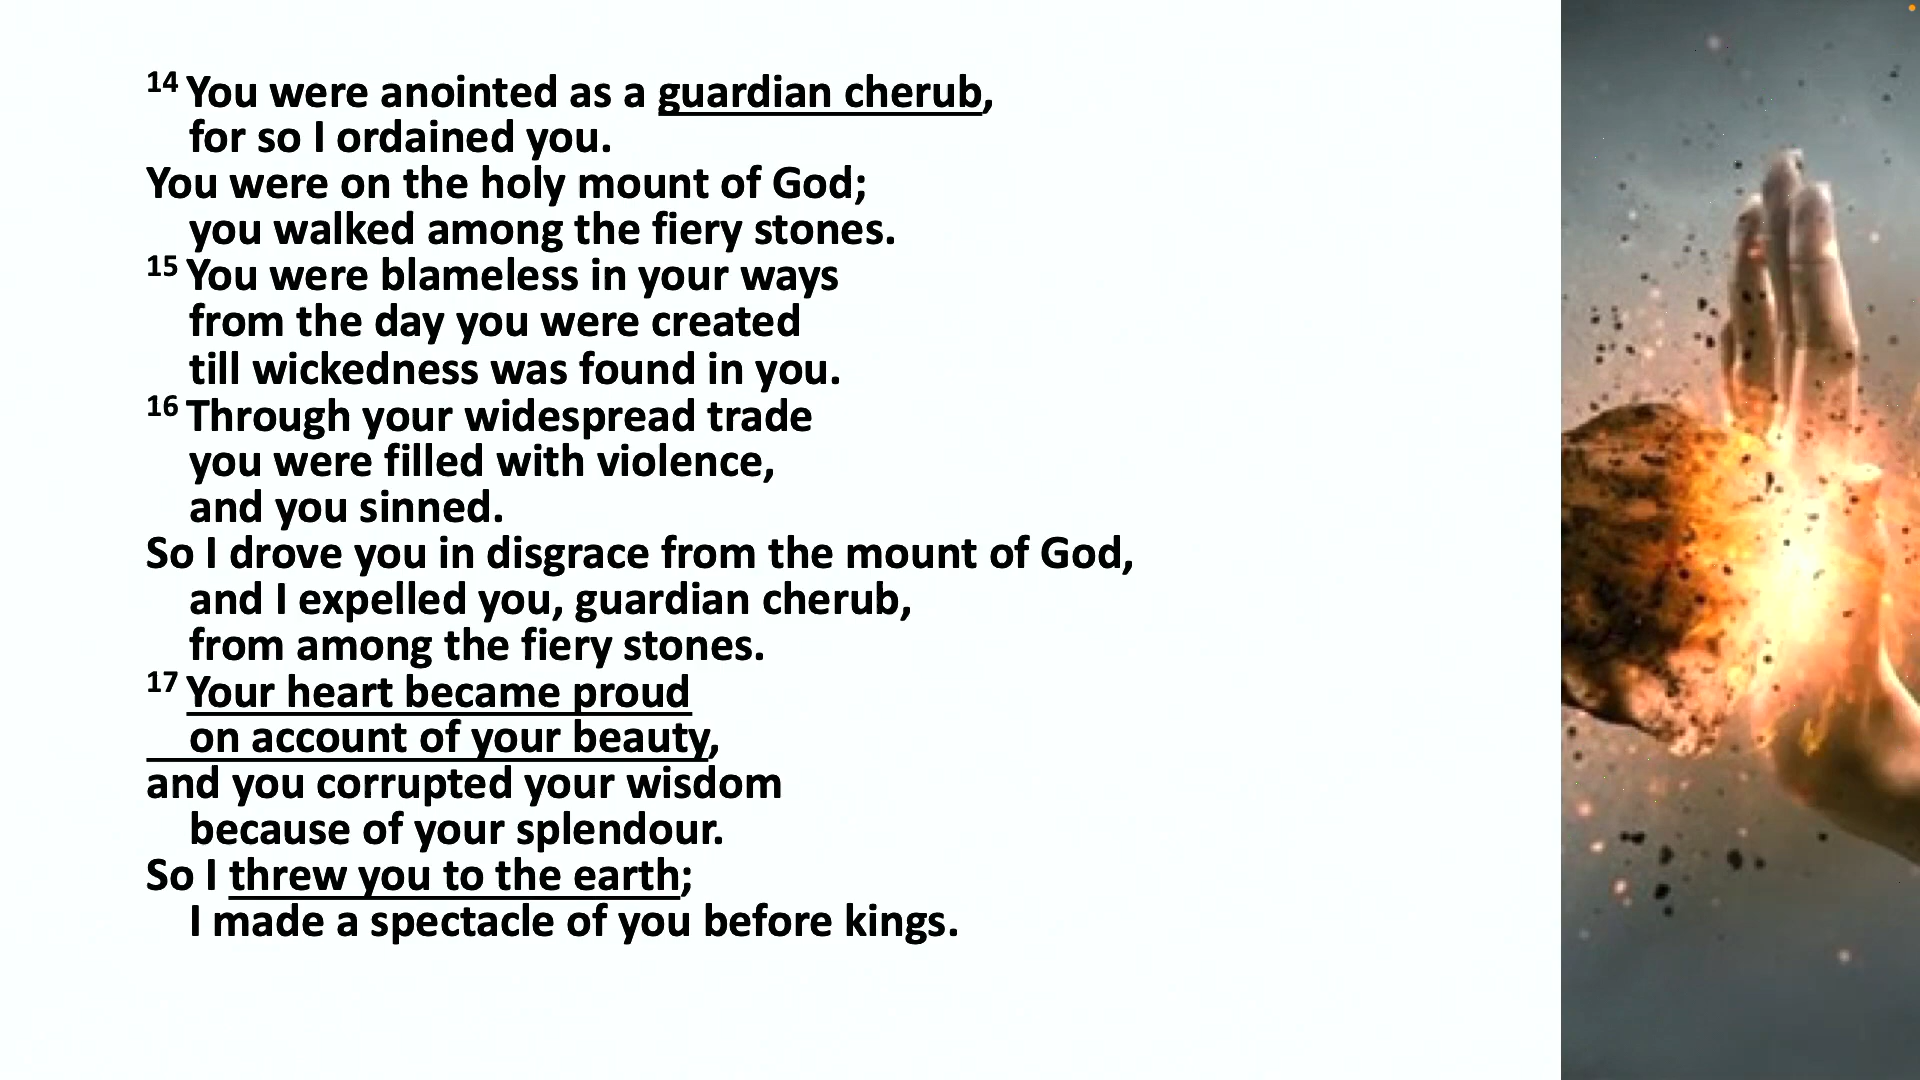 14 You were anointed as a guardian cherub,
for so I ordained you.
You were on the holy mount of God;
you walked among the fiery stones.
15 You were blameless in your ways
from the day you were created
till wickedness was found in you.
16 Through your widespread trade
you were filled with violence,
and you sinned.
So I drove you in disgrace from the mount of God,
and I expelled you, guardian cherub,
from among the fiery stones.
17 Your heart became proud
on account of your beauty,
and you corrupted your wisdom
because of your splendour.
So I threw you to the earth;
I made a spectacle of you before kings.